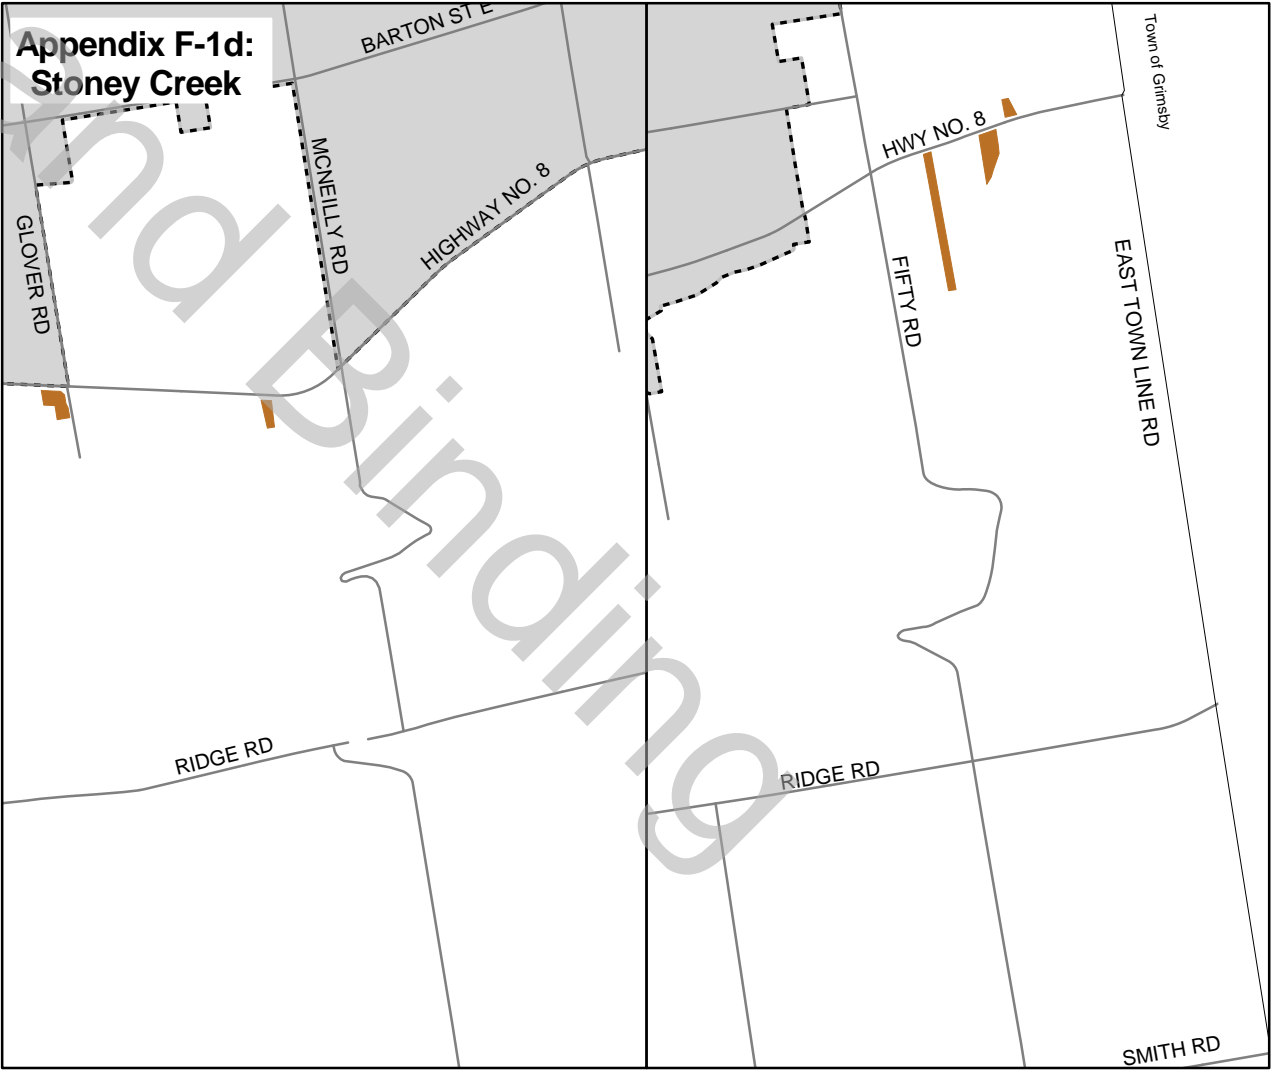 Appendix F-1d:
Stoney Creek
BARTON ST E
MCNEILLY RD
HIGHWAY NO. 8
GLOVER RD
RIDGE RD
Town of Grimsby
HWY NO. 8
FIFTY RD
EAST TOWN LINE RD
RIDGE RD
SMITH RD
and Binding